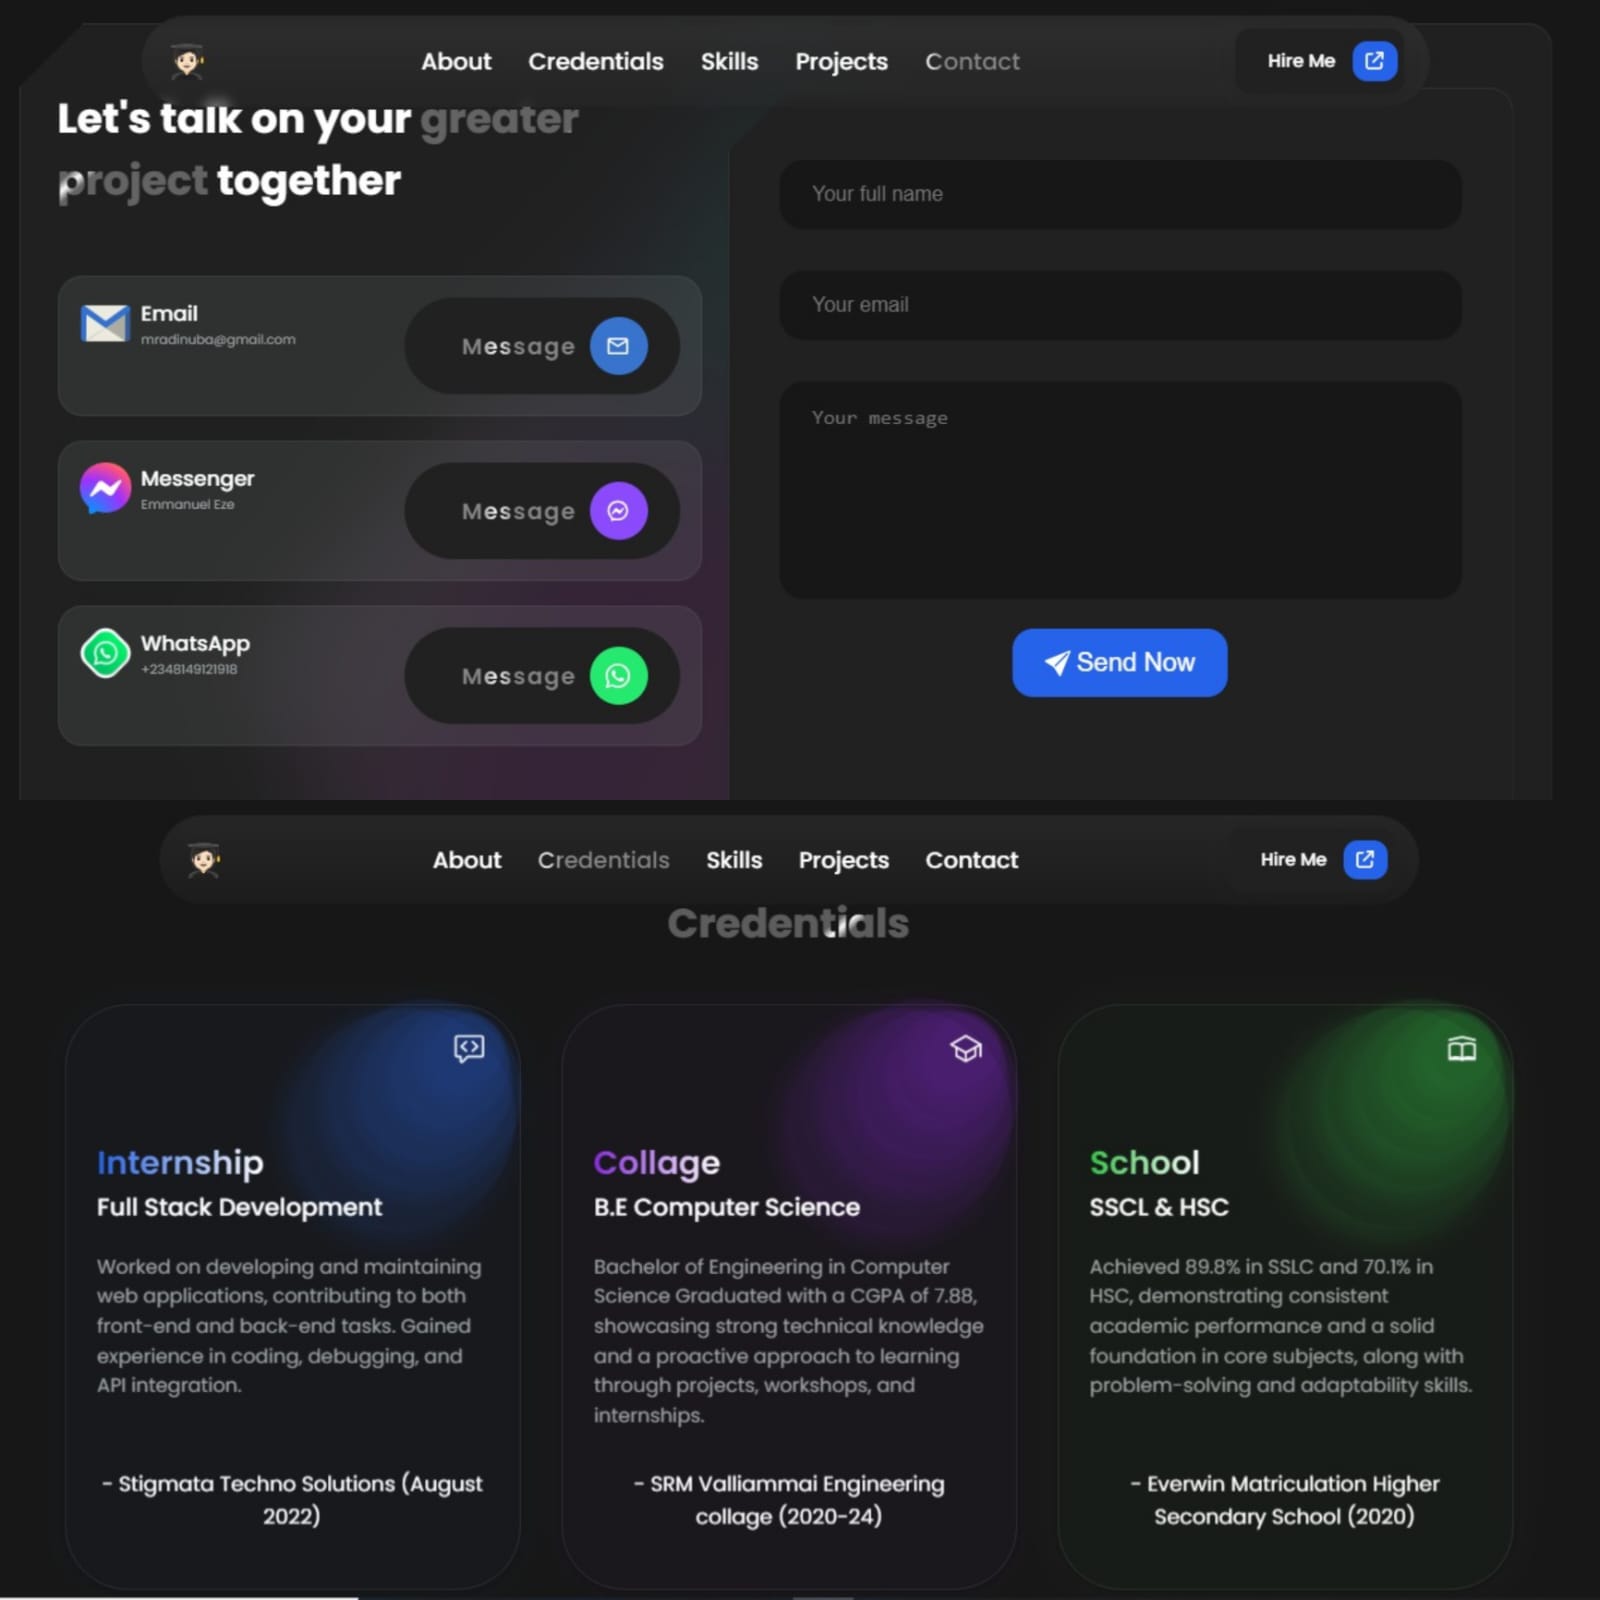 About Credentials Skills Projects Contact Hire Me
Let's talk on your greater
project together
Email
mradinuba@gmail.com
Message
Messenger
Emmanuel Eze
Message
WhatsApp
+2348149121918
Message
Your full name
Your email
Your message
Send Now
About Credentials Skills Projects Contact Hire Me
Credentials
Internship
Full Stack Development
Worked on developing and maintaining
web applications, contributing to both
front-end and back-end tasks. Gained
experience in coding, debugging, and
API integration.
- Stigmata Techno Solutions (August
2022)
Collage
B.E Computer Science
Bachelor of Engineering in Computer
Science Graduated with a CGPA of 7.88,
showcasing strong technical knowledge
and a proactive approach to learning
through projects, workshops, and
internships.
- SRM Valliammai Engineering
collage (2020-24)
School
SSCL & HSC
Achieved 89.8% in SSLC and 70.1% in
HSC, demonstrating consistent
academic performance and a solid
foundation in core subjects, along with
problem-solving and adaptability skills.
- Everwin Matriculation Higher
Secondary School (2020)